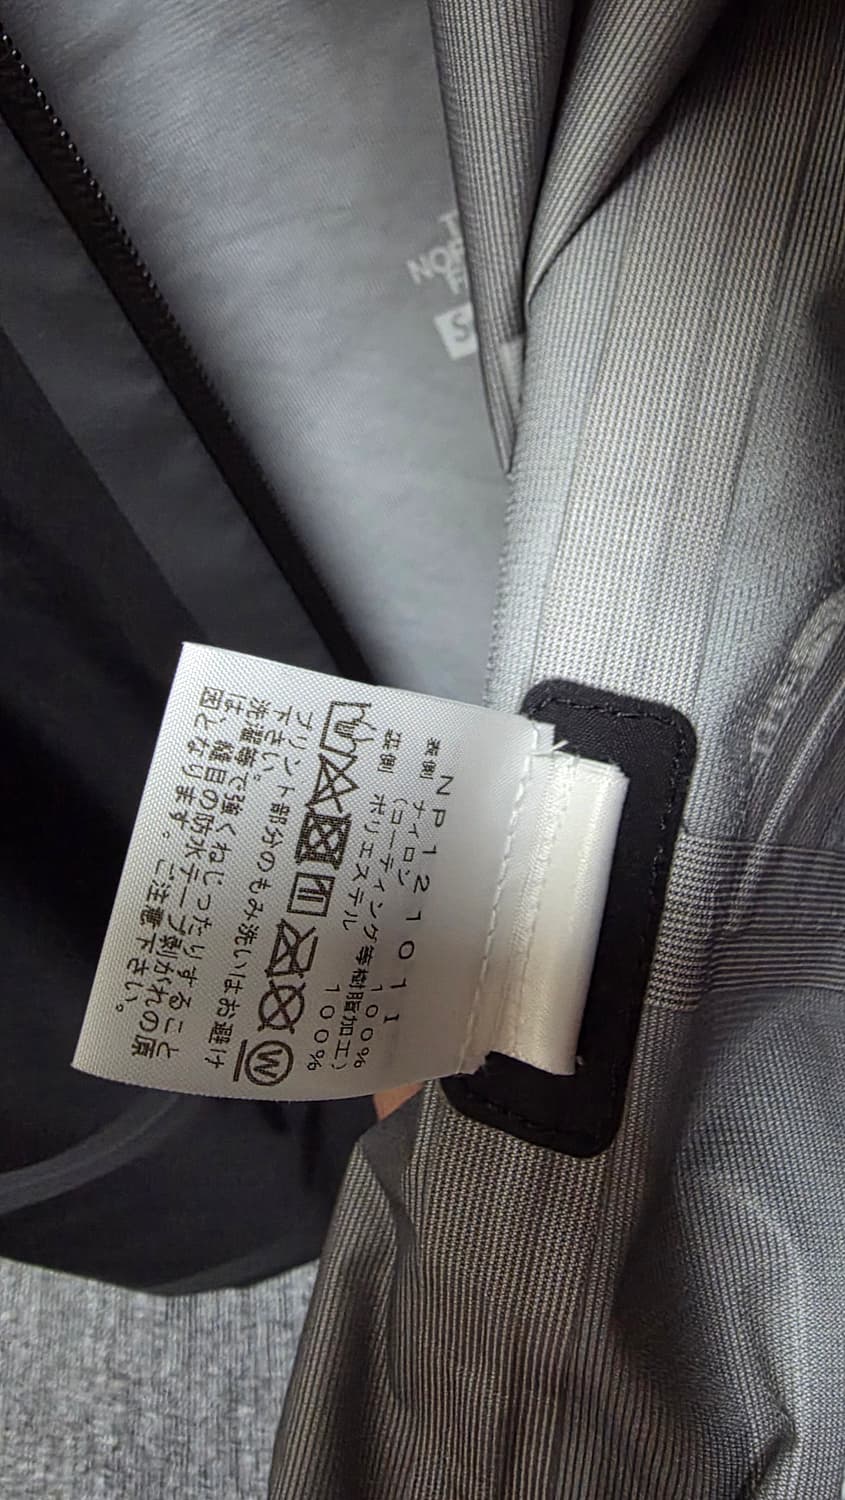 S
NP12101I
表側 ナイロン 100%
(コーティング等樹脂加工)
裏側 ポリエステル 100%
W
プリント部分のもみ洗いはお避け
下さい。
洗濯等で強くねじったりすること
は 縫目の防水テープ剥がれの原
因となります。ご注意下さい。